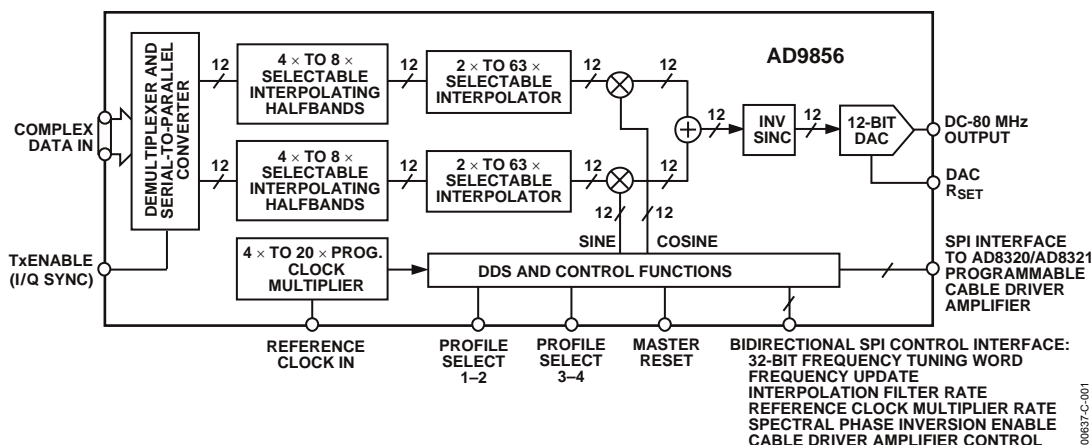 AD9856
COMPLEX
DATA IN
DEMULTIPLEXER AND
SERIAL-TO-PARALLEL
CONVERTER
12
4 × TO 8 ×
SELECTABLE
INTERPOLATING
HALFBANDS
12
2 × TO 63×
SELECTABLE
INTERPOLATOR
12
12
12
INV
SINC
12
12-BIT
DAC
DC-80 MHz
OUTPUT
12
4 × TO 8×
SELECTABLE
INTERPOLATING
HALFBANDS
12
2 × TO 63×
SELECTABLE
INTERPOLATOR
12
12
DAC
RSET
12
12
SINE
COSINE
TxENABLE
(I/Q SYNC)
4 × TO 20 × PROG.
CLOCK
MULTIPLIER
DDS AND CONTROL FUNCTIONS
SPI INTERFACE
TO AD8320/AD8321
PROGRAMMABLE
CABLE DRIVER
AMPLIFIER
REFERENCE
CLOCK IN
PROFILE
SELECT
1–2
PROFILE
SELECT
3–4
MASTER
RESET
BIDIRECTIONAL SPI CONTROL INTERFACE:
32-BIT FREQUENCY TUNING WORD
FREQUENCY UPDATE
INTERPOLATION FILTER RATE
REFERENCE CLOCK MULTIPLIER RATE
SPECTRAL PHASE INVERSION ENABLE
CABLE DRIVER AMPLIFIER CONTROL
00637-C-001